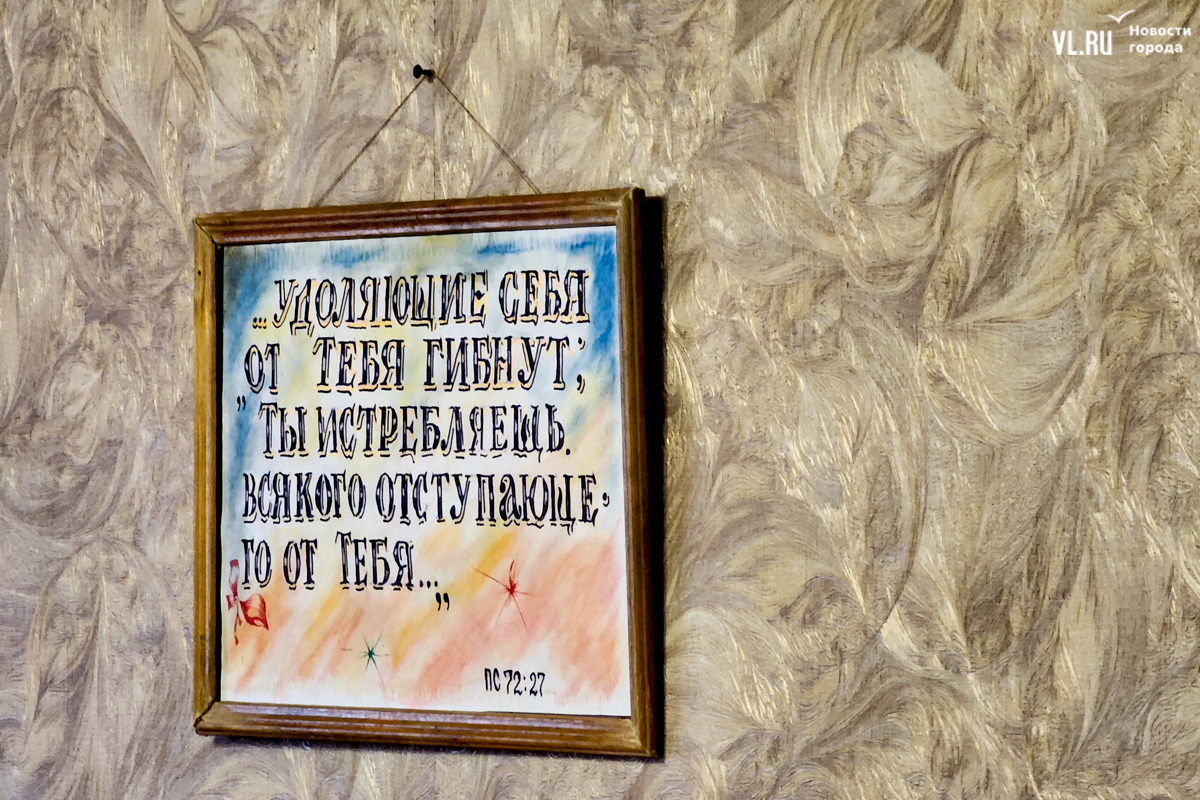 VL.RU Новости
города
...УДОЛЯЮЩИЕ СЕБЯ
ОТ ТЕБЯ ГИБНУТ;
„ТЫ ИСТРЕБЛЯЕШЬ.
ВСЯКОГО ОТСТУПАЮЩЕ-
ГО ОТ ТЕБЯ...”
ПС 72:27